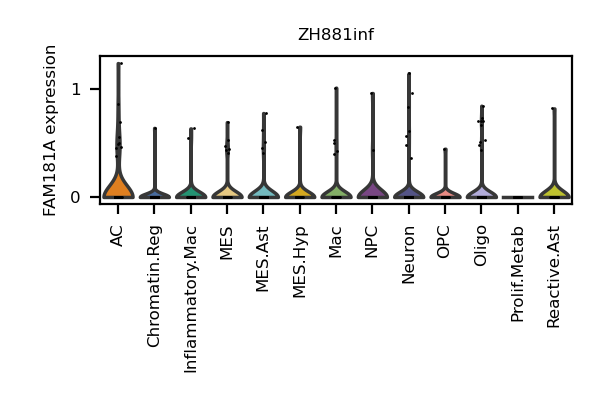 ZH881inf
FAM181A expression
1
0
AC
Chromatin.Reg
Inflammatory.Mac
MES
MES.Ast
MES.Hyp
Mac
NPC
Neuron
OPC
Oligo
Prolif.Metab
Reactive.Ast